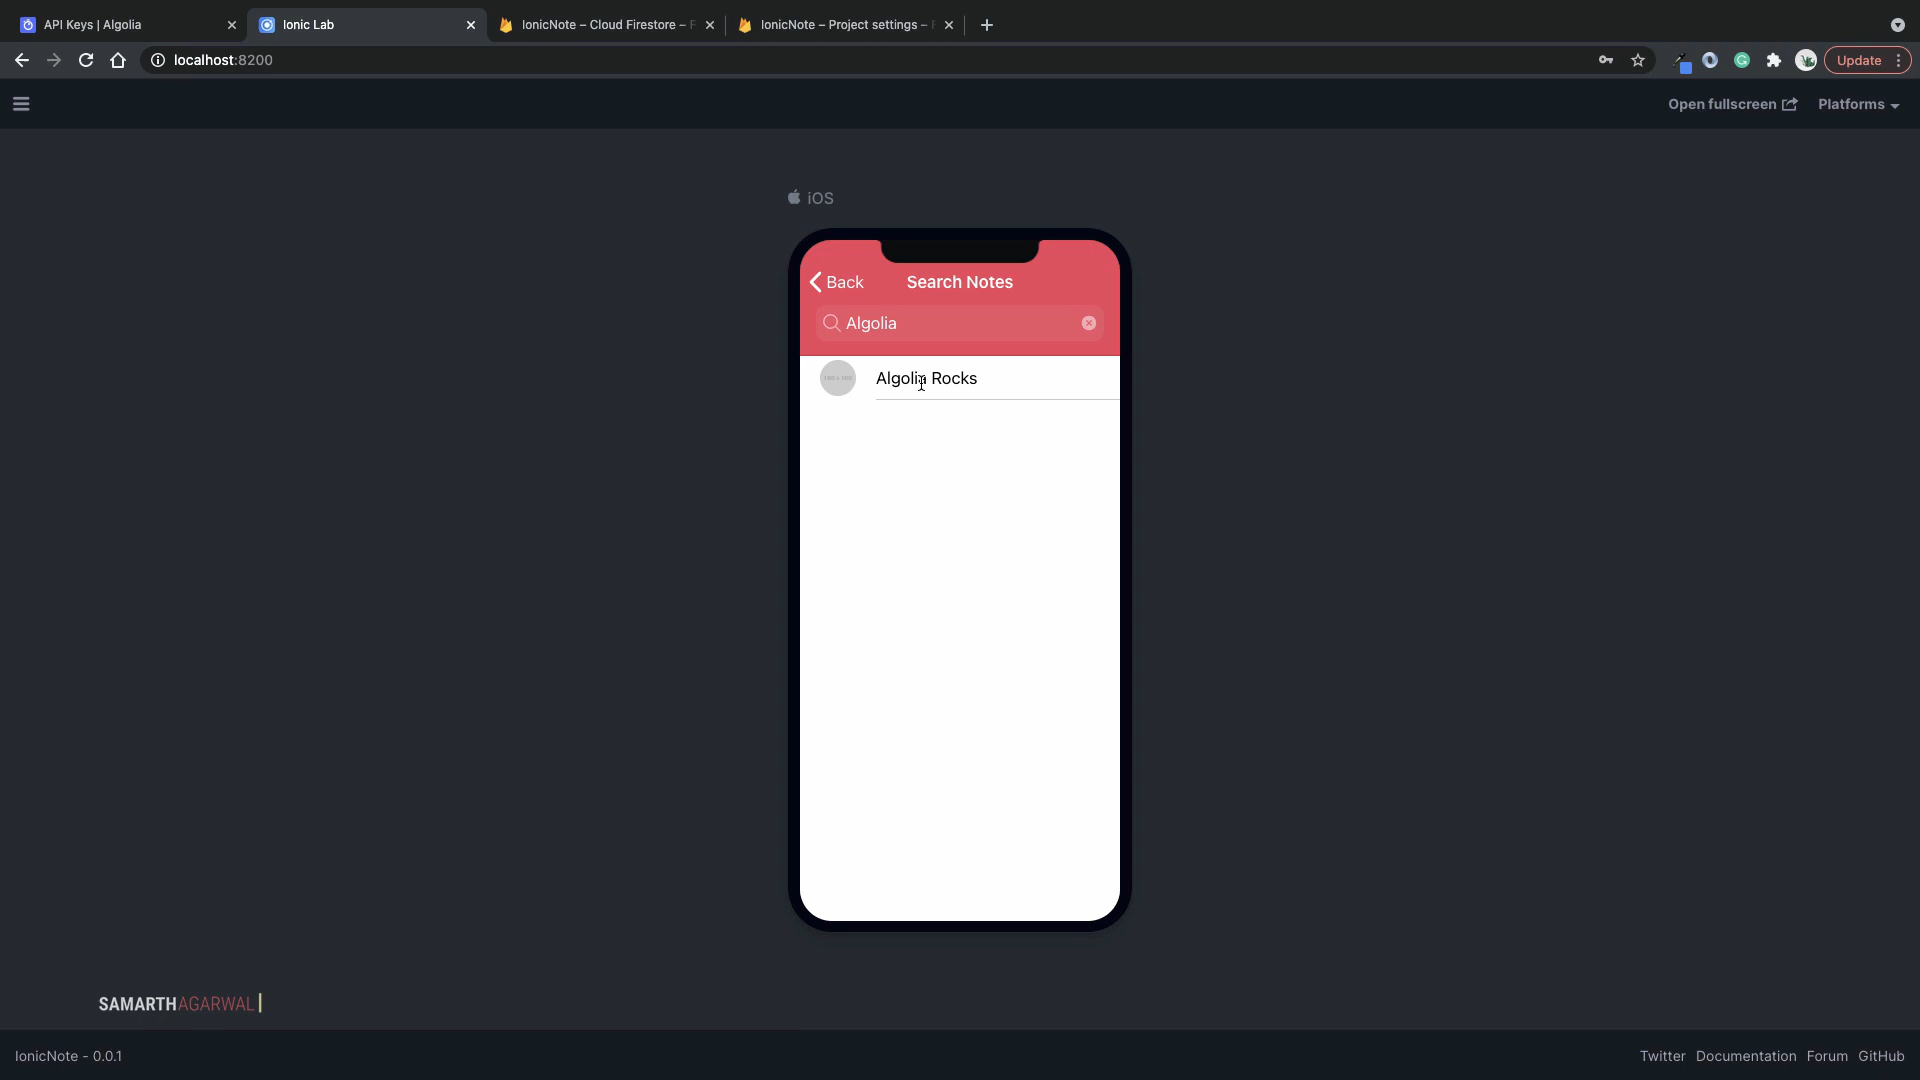 API Keys | Algolia
Ionic Lab
IonicNote – Cloud Firestore – F
IonicNote – Project settings –
localhost:8200
Update
Open fullscreen
Platforms
iOS
Back
Search Notes
Algolia
Algolia Rocks
SAMARTHAGARWAL
IonicNote - 0.0.1
Twitter Documentation Forum GitHub